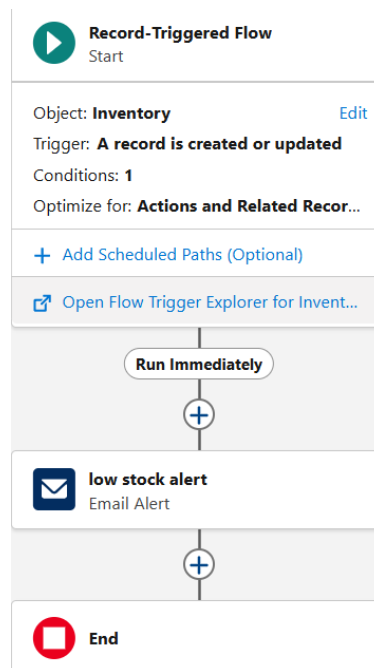 Record-Triggered Flow
Start
Object: Inventory Edit
Trigger: A record is created or updated
Conditions: 1
Optimize for: Actions and Related Recor...
+ Add Scheduled Paths (Optional)
Open Flow Trigger Explorer for Invent...
Run Immediately
low stock alert
Email Alert
End